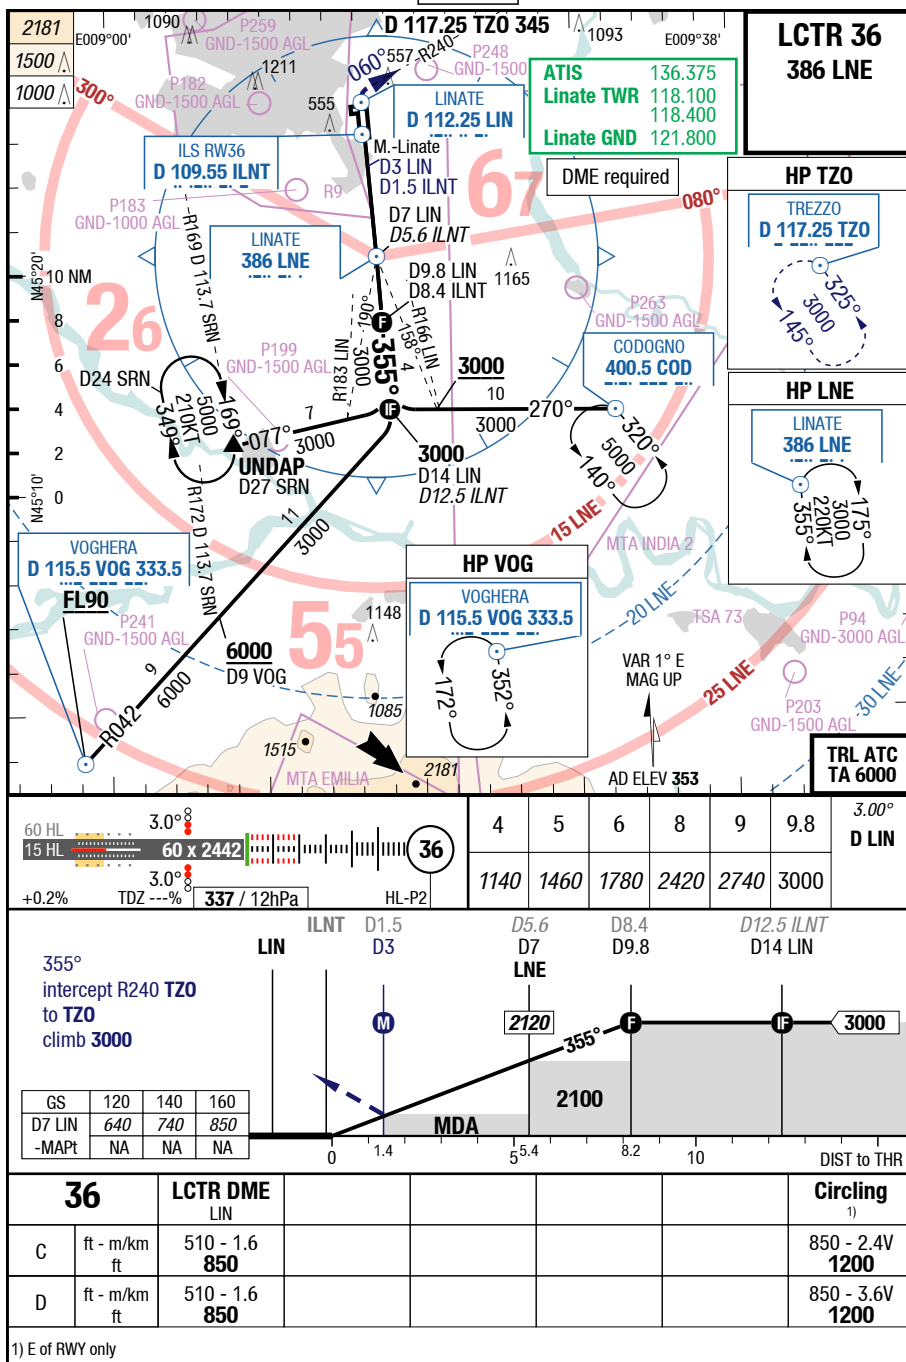 2181
1500
1000
E009°00'
1090
P259
GND-1500 AGL
D 117.25 TZO 345
1093
E009°38'
LCTR 36
386 LNE
300°
1211
P182
GND-1500 AGL
555
060°
557
R240
P248
GND-1500
ATIS 136.375
Linate TWR 118.100
118.400
Linate GND 121.800
LINATE
D 112.25 LIN
ILS RW36
D 109.55 ILNT
M.-Linate
D3 LIN
D1.5 ILNT
67
DME required
080°
P183
GND-1000 AGL
R9
R169 D 113.7 SRN
D7 LIN
D5.6 ILNT
LINATE
386 LNE
D9.8 LIN
D8.4 ILNT
1165
HP TZO
TREZZO
D 117.25 TZO
325°
3000
145°
N45°20'
10 NM
8
6
4
2
0
N45°10'
26
P263
GND-1500 AGL
P199
GND-1500 AGL
R183 LIN
190°
3000
F
355°
R166 LIN
158°
4
CODOGNO
400.5 COD
D24 SRN
5000
210KT
349°
169°
077°
7
3000
IF
3000
10
3000
270°
320°
5000
140°
HP LNE
LINATE
386 LNE
175°
3000
220KT
355°
UNDAP
D27 SRN
3000
D14 LIN
D12.5 ILNT
R172 D 113.7 SRN
11
3000
15 LNE
MTA INDIA 2
VOGHERA
D 115.5 VOG 333.5
FL90
P241
GND-1500 AGL
55
1148
6000
D9 VOG
9
6000
R042
HP VOG
VOGHERA
D 115.5 VOG 333.5
172°
352°
20 LNE
TSA 73
P94
GND-3000 AGL
VAR 1° E
MAG UP
25 LNE
P203
GND-1500 AGL
30 LNE
1085
1515
MTA EMILIA
2181
AD ELEV 353
TRL ATC
TA 6000
60 HL
15 HL
3.0°
60 x 2442
36
3.0°
+0.2%
TDZ ---%
337 / 12hPa
HL-P2
4 5 6 8 9 9.8 3.00°
D LIN
1140 1460 1780 2420 2740 3000
ILNT D1.5 D5.6 D8.4 D12.5 ILNT
LIN D3 D7 D9.8 D14 LIN
LNE
355°
intercept R240 TZO
to TZO
climb 3000
M
2120
355°
F
IF
3000
2100
MDA
GS 120 140 160
D7 LIN 640 740 850
-MAPt NA NA NA
0 1.4 5 5.4 8.2 10 DIST to THR
36 LCTR DME Circling
LIN 1)
C ft - m/km 510 - 1.6 850 - 2.4V
ft 850 1200
D ft - m/km 510 - 1.6 850 - 3.6V
ft 850 1200
1) E of RWY only